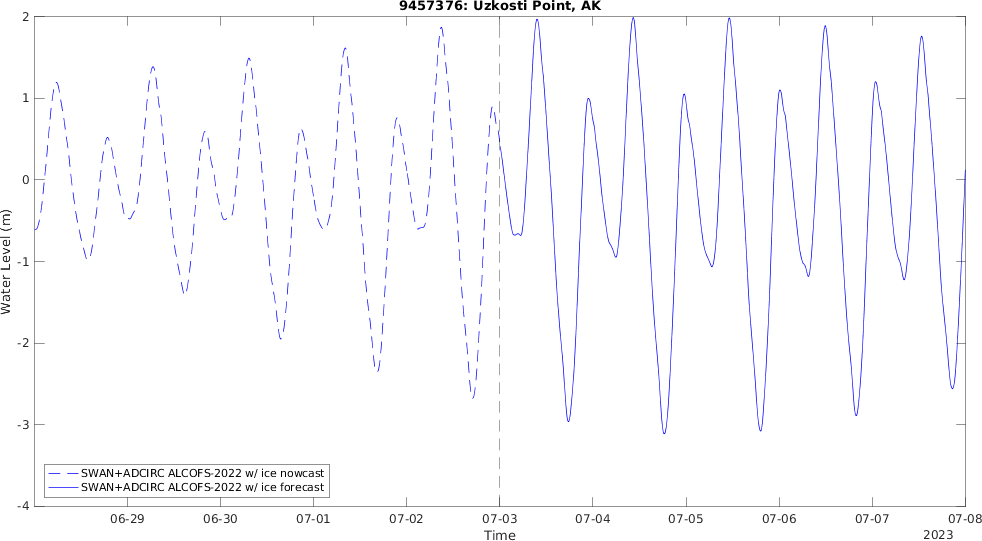 9457376: Uzkosti Point, AK
2
1
0
-1
-2
-3
-4
Water Level (m)
SWAN+ADCIRC ALCOFS-2022 w/ ice nowcast
SWAN+ADCIRC ALCOFS-2022 w/ ice forecast
06-29 06-30 07-01 07-02 07-03 07-04 07-05 07-06 07-07 07-08
Time
2023